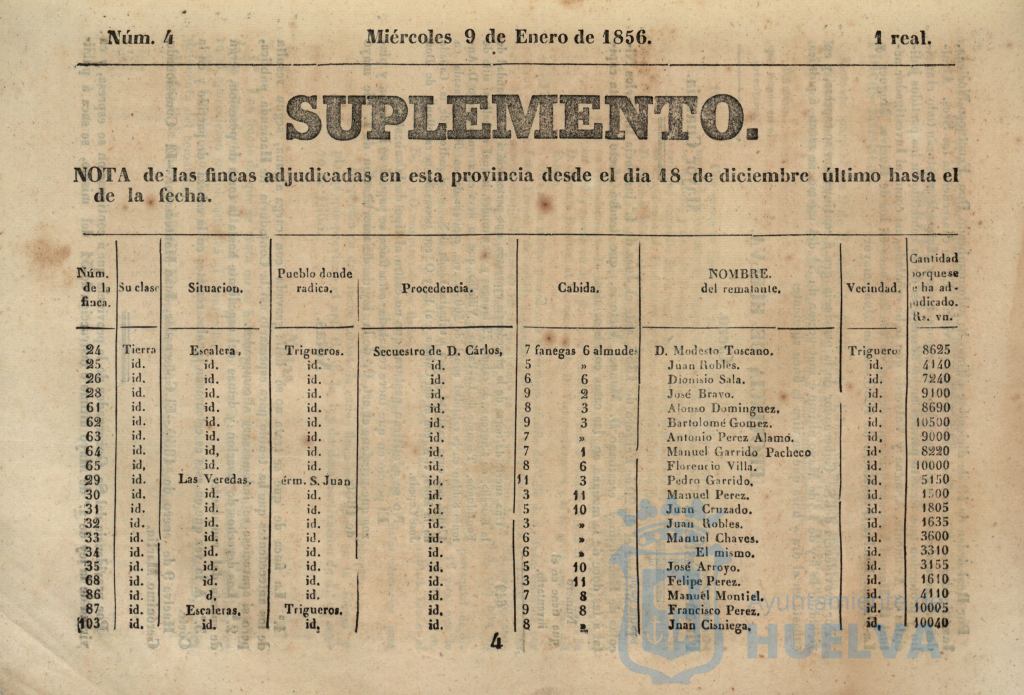 Núm. 4 Miércoles 9 de Enero de 1856. 1 real.
SUPLEMENTO.
NOTA de las fincas adjudicadas en esta provincia desde el dia 18 de diciembre último hasta el
de la fecha.
Núm. de la finca. Su clase Situacion. Pueblo donde radica. Procedencia. Cabida. NOMBRE. del rematante. Vecindad. Cantidad porque se e ha adjudicado. Rs. vn.
24 Tierra Escalera, Trigueros. Secuestro de D. Cárlos, 7 fanegas 6 almudes D. Modesto Toscano. Triguero 8625
25 id. id. id. id. 5 » Juan Robles. id. 4140
26 id. id. id. id. 6 6 Dionisio Sala. id. 7240
28 id. id. id. id, 9 2 José Bravo. id. 9100
61 id. id. id. id. 8 3 Alonso Dominguez. id. 8690
62 id. id. id. id. 9 3 Bartolomé Gomez. id. 10500
63 id. id. id. id. 7 » Antonio Perez Alamo. id, 9000
64 id. id, id. id. 7 1 Manuel Garrido Pacheco id. 8220
65 id, id. id. id. 8 6 Florencio Villa. id. 10000
29 id. Las Veredas. érm. S. Juan id. 11 3 Pedro Garrido. id. 5150
30 id. id. id. id. 3 11 Manuel Perez. id. 1500
31 id. id. id. id. 5 10 Juan Cruzado. id. 1805
32 id. id. id. id. 3 » Juan Robles. id. 1635
33 id. id. id. id. 6 » Manuel Chaves. id. 3600
34 id. id. id. id. 6 » El mismo. id. 3310
35 id. id. id. id. 5 10 José Arroyo. id. 3155
68 id. id. id. id. 3 11 Felipe Perez. id. 1610
86 id. d, id. id. 7 8 Manuel Montiel. id. 4110
87 id. Escaleras. Trigueros. id. 9 8 Francisco Perez. id. 10005
103 id. id. id, id. 8 » Jnan Cisniega. id, 10040
4
Ayuntamiento de
HUELVA